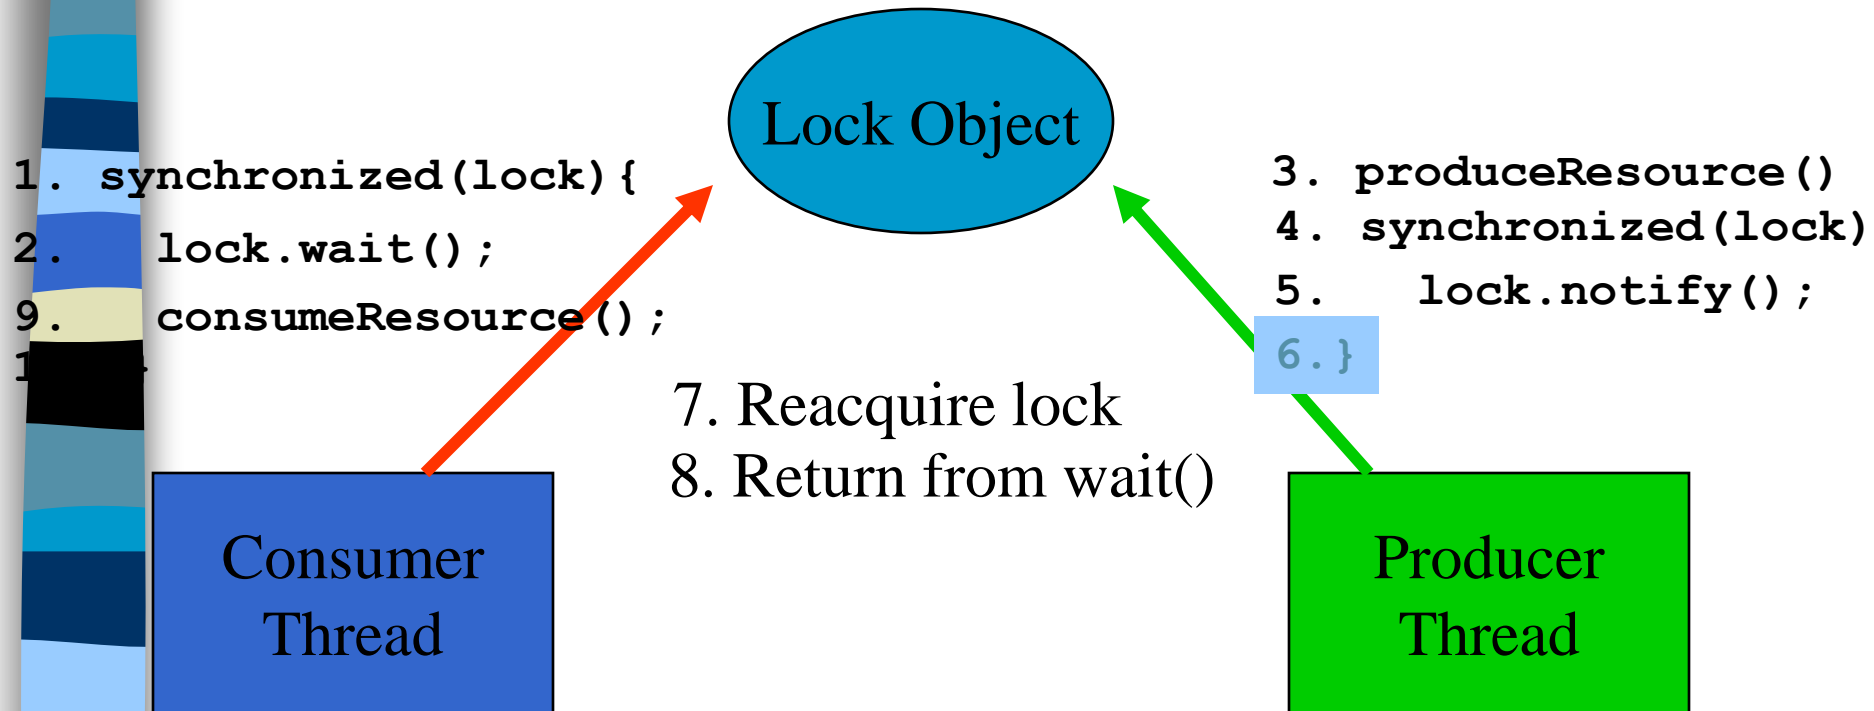 Lock Object
1. synchronized(lock){
2. lock.wait();
9. consumeResource();
3. produceResource()
4. synchronized(lock)
5. lock.notify();
6.}
7. Reacquire lock
8. Return from wait()
Consumer
Thread
Producer
Thread